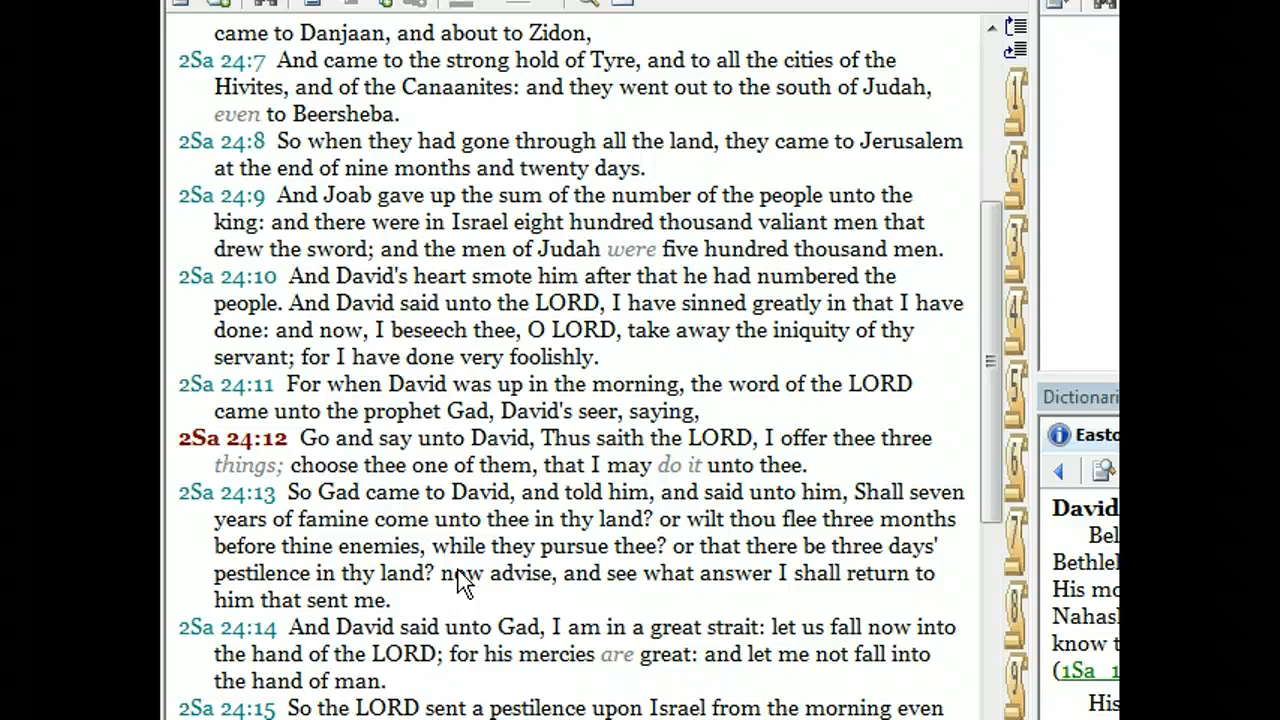 came to Danjaan, and about to Zidon,
2Sa 24:7 And came to the strong hold of Tyre, and to all the cities of the
Hivites, and of the Canaanites: and they went out to the south of Judah,
even to Beersheba.
2Sa 24:8 So when they had gone through all the land, they came to Jerusalem
at the end of nine months and twenty days.
2Sa 24:9 And Joab gave up the sum of the number of the people unto the
king: and there were in Israel eight hundred thousand valiant men that
drew the sword; and the men of Judah were five hundred thousand men.
2Sa 24:10 And David's heart smote him after that he had numbered the
people. And David said unto the LORD, I have sinned greatly in that I have
done: and now, I beseech thee, O LORD, take away the iniquity of thy
servant; for I have done very foolishly.
2Sa 24:11 For when David was up in the morning, the word of the LORD
came unto the prophet Gad, David's seer, saying,
2Sa 24:12 Go and say unto David, Thus saith the LORD, I offer thee three
things; choose thee one of them, that I may do it unto thee.
2Sa 24:13 So Gad came to David, and told him, and said unto him, Shall seven
years of famine come unto thee in thy land? or wilt thou flee three months
before thine enemies, while they pursue thee? or that there be three days'
pestilence in thy land? now advise, and see what answer I shall return to
him that sent me.
2Sa 24:14 And David said unto Gad, I am in a great strait: let us fall now into
the hand of the LORD; for his mercies are great: and let me not fall into
the hand of man.
2Sa 24:15 So the LORD sent a pestilence upon Israel from the morning even
1
2
3
4
5
6
7
8
9
Dictionari
Easto
David
Bel
Bethle
His mo
Nahas
know t
(1Sa 1
His